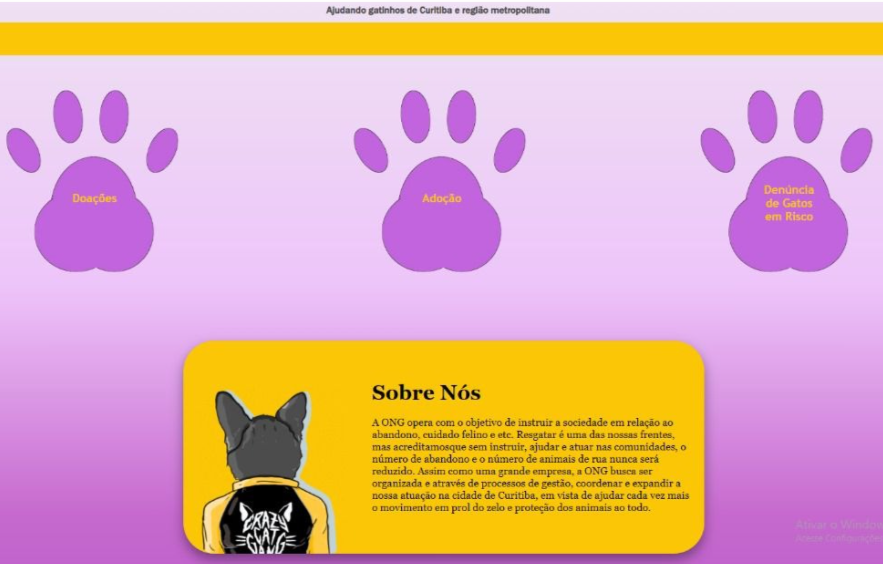 Ajudando gatinhos de Curitiba e região metropolitana
Doações
Adoção
Denúncia
de Gatos
em Risco
Sobre Nós
A ONG opera com o objetivo de instruir a sociedade em relação ao
abandono, cuidado felino e etc. Resgatar é uma das nossas frentes,
mas acreditamosque sem instruir, ajudar e atuar nas comunidades, o
número de abandono e o número de animais de rua nunca será
reduzido. Assim como uma grande empresa, a ONG busca ser
organizada e através de processos de gestão, coordenar e expandir a
nossa atuação na cidade de Curitiba, em vista de ajudar cada vez mais
o movimento em prol do zelo e proteção dos animais ao todo.
CRAZY
CAT
GANG
Ativar o Window
Acesse Configurações